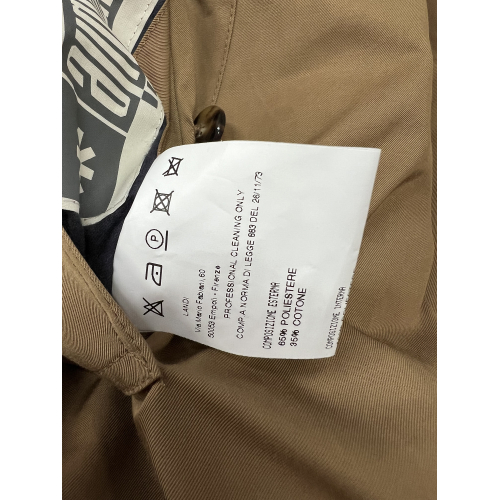 LANDI
Via Mario Fabiani, 60
50053 Empoli - Firenze
PROFESSIONAL CLEANING ONLY
COMP. A NORMA DI LEGGE 883 DEL 26/11/73
COMPOSIZIONE ESTERNA
65% POLIESTERE
35% COTONE
COMPOSIZIONE INTERNA
P